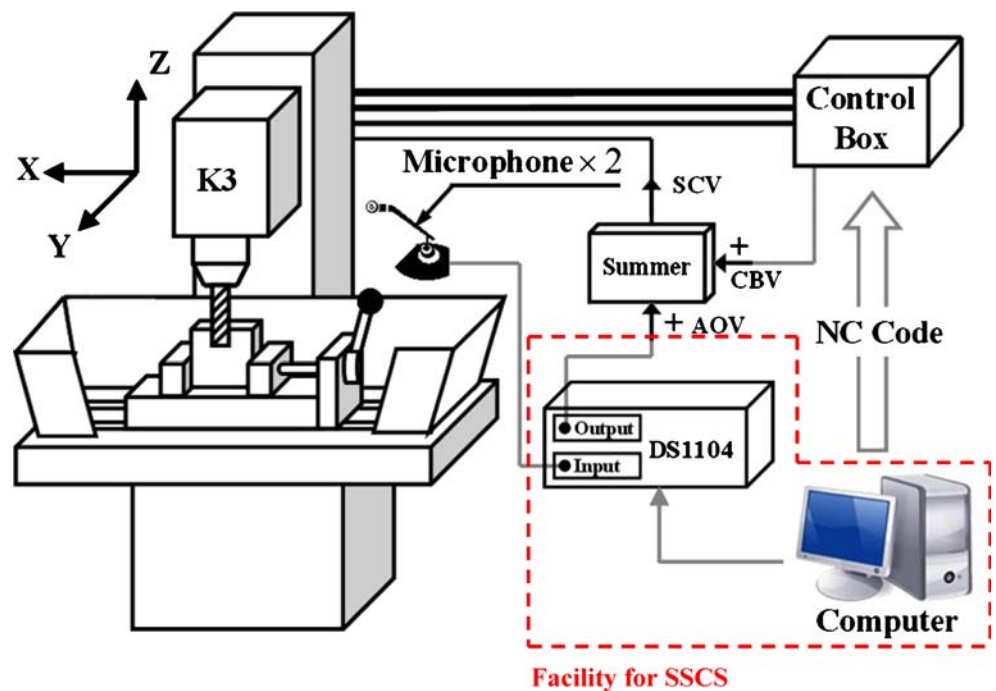 Z
X
Y
K3
Microphone × 2
SCV
Control
Box
Summer
+
CBV
+ AOV
NC Code
Output
Input
DS1104
Computer
Facility for SSCS